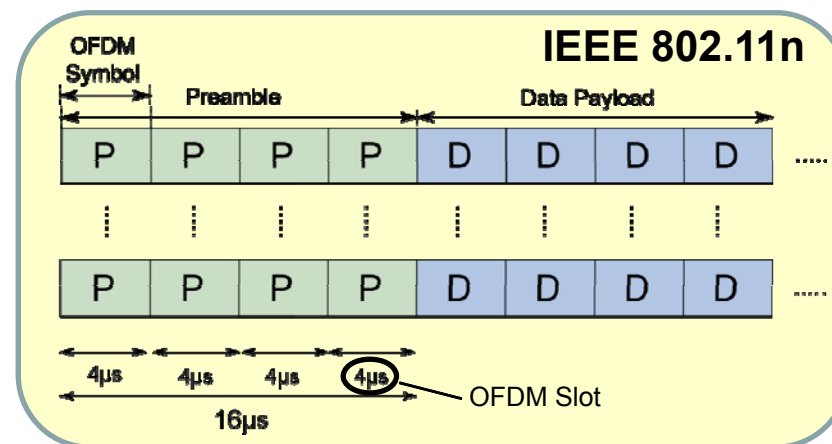 IEEE 802.11n
OFDM
Symbol
Preamble
Data Payload
P P P P D D D D .....
P P P P D D D D .....
4µs 4µs 4µs 4µs
OFDM Slot
16µs